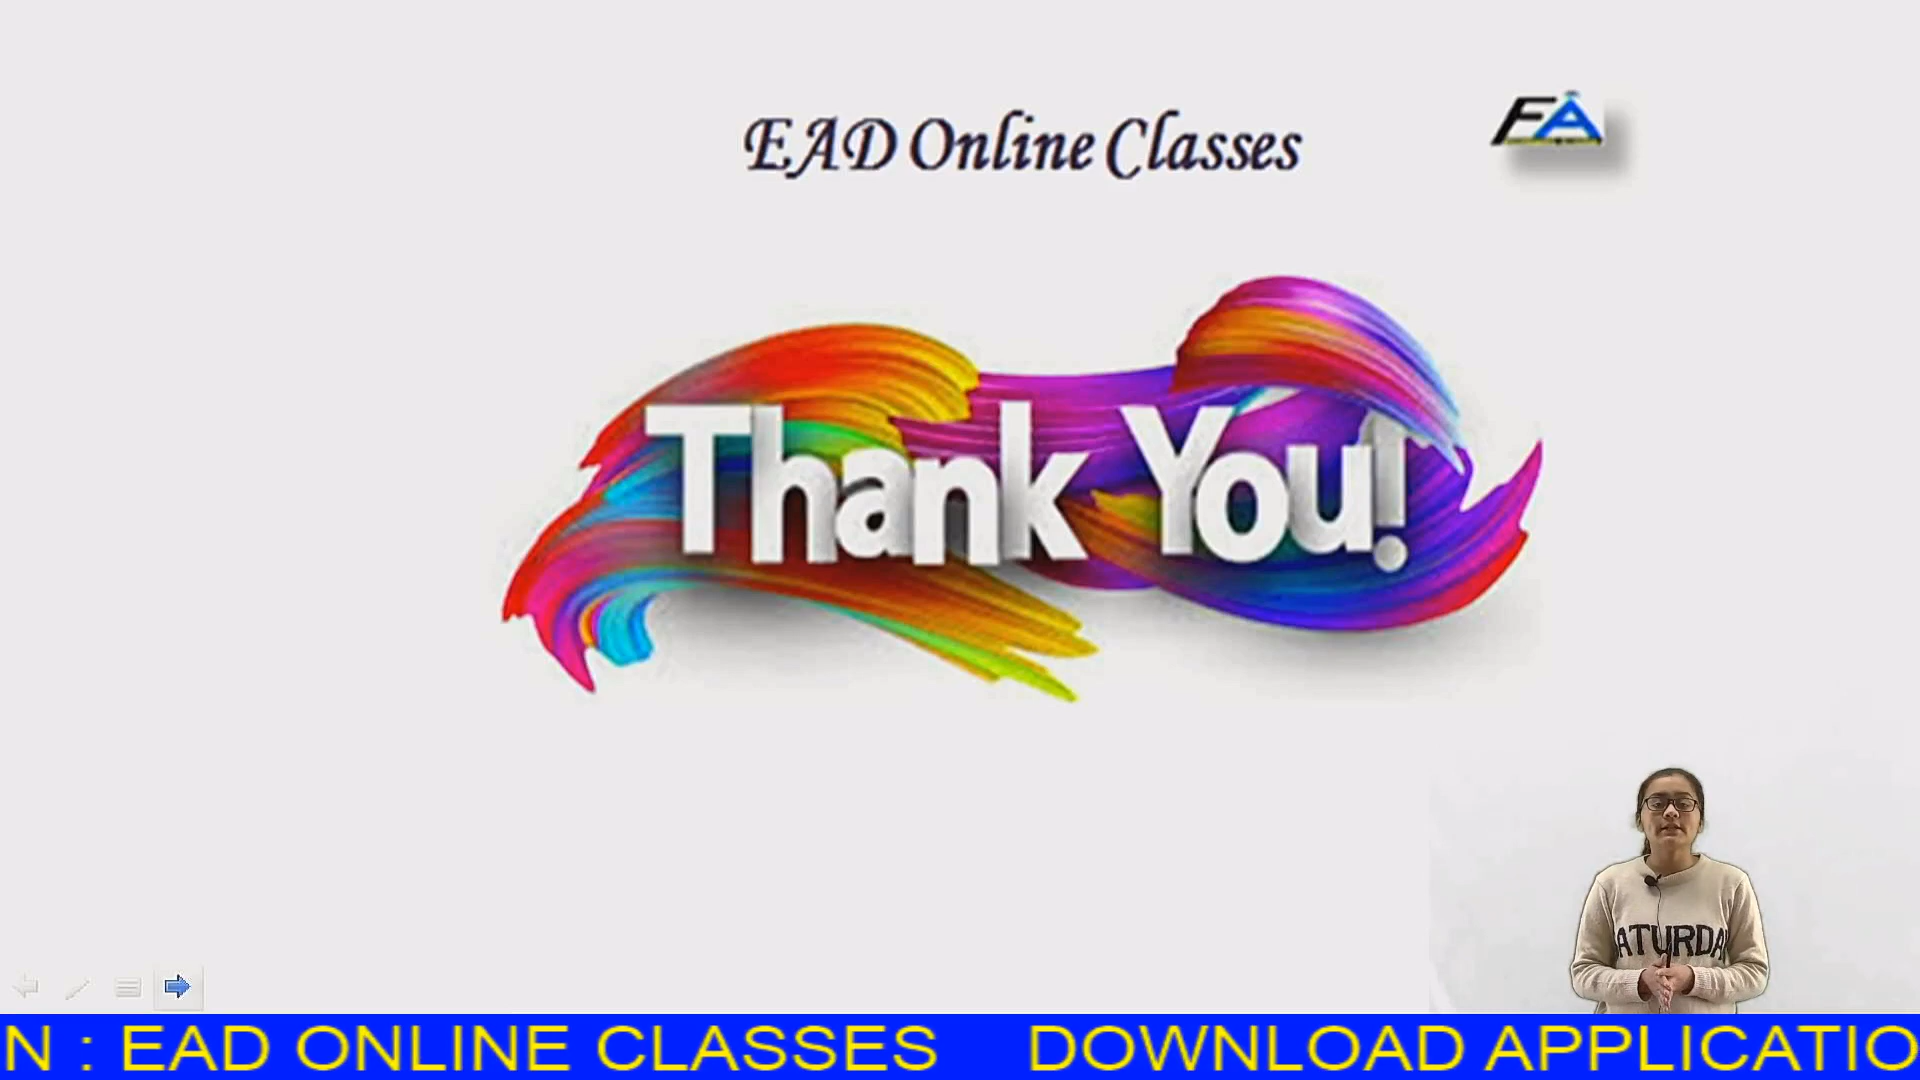 EAD Online Classes
FA
Thank You!
ATURDA
N : EAD ONLINE CLASSES DOWNLOAD APPLICATIO